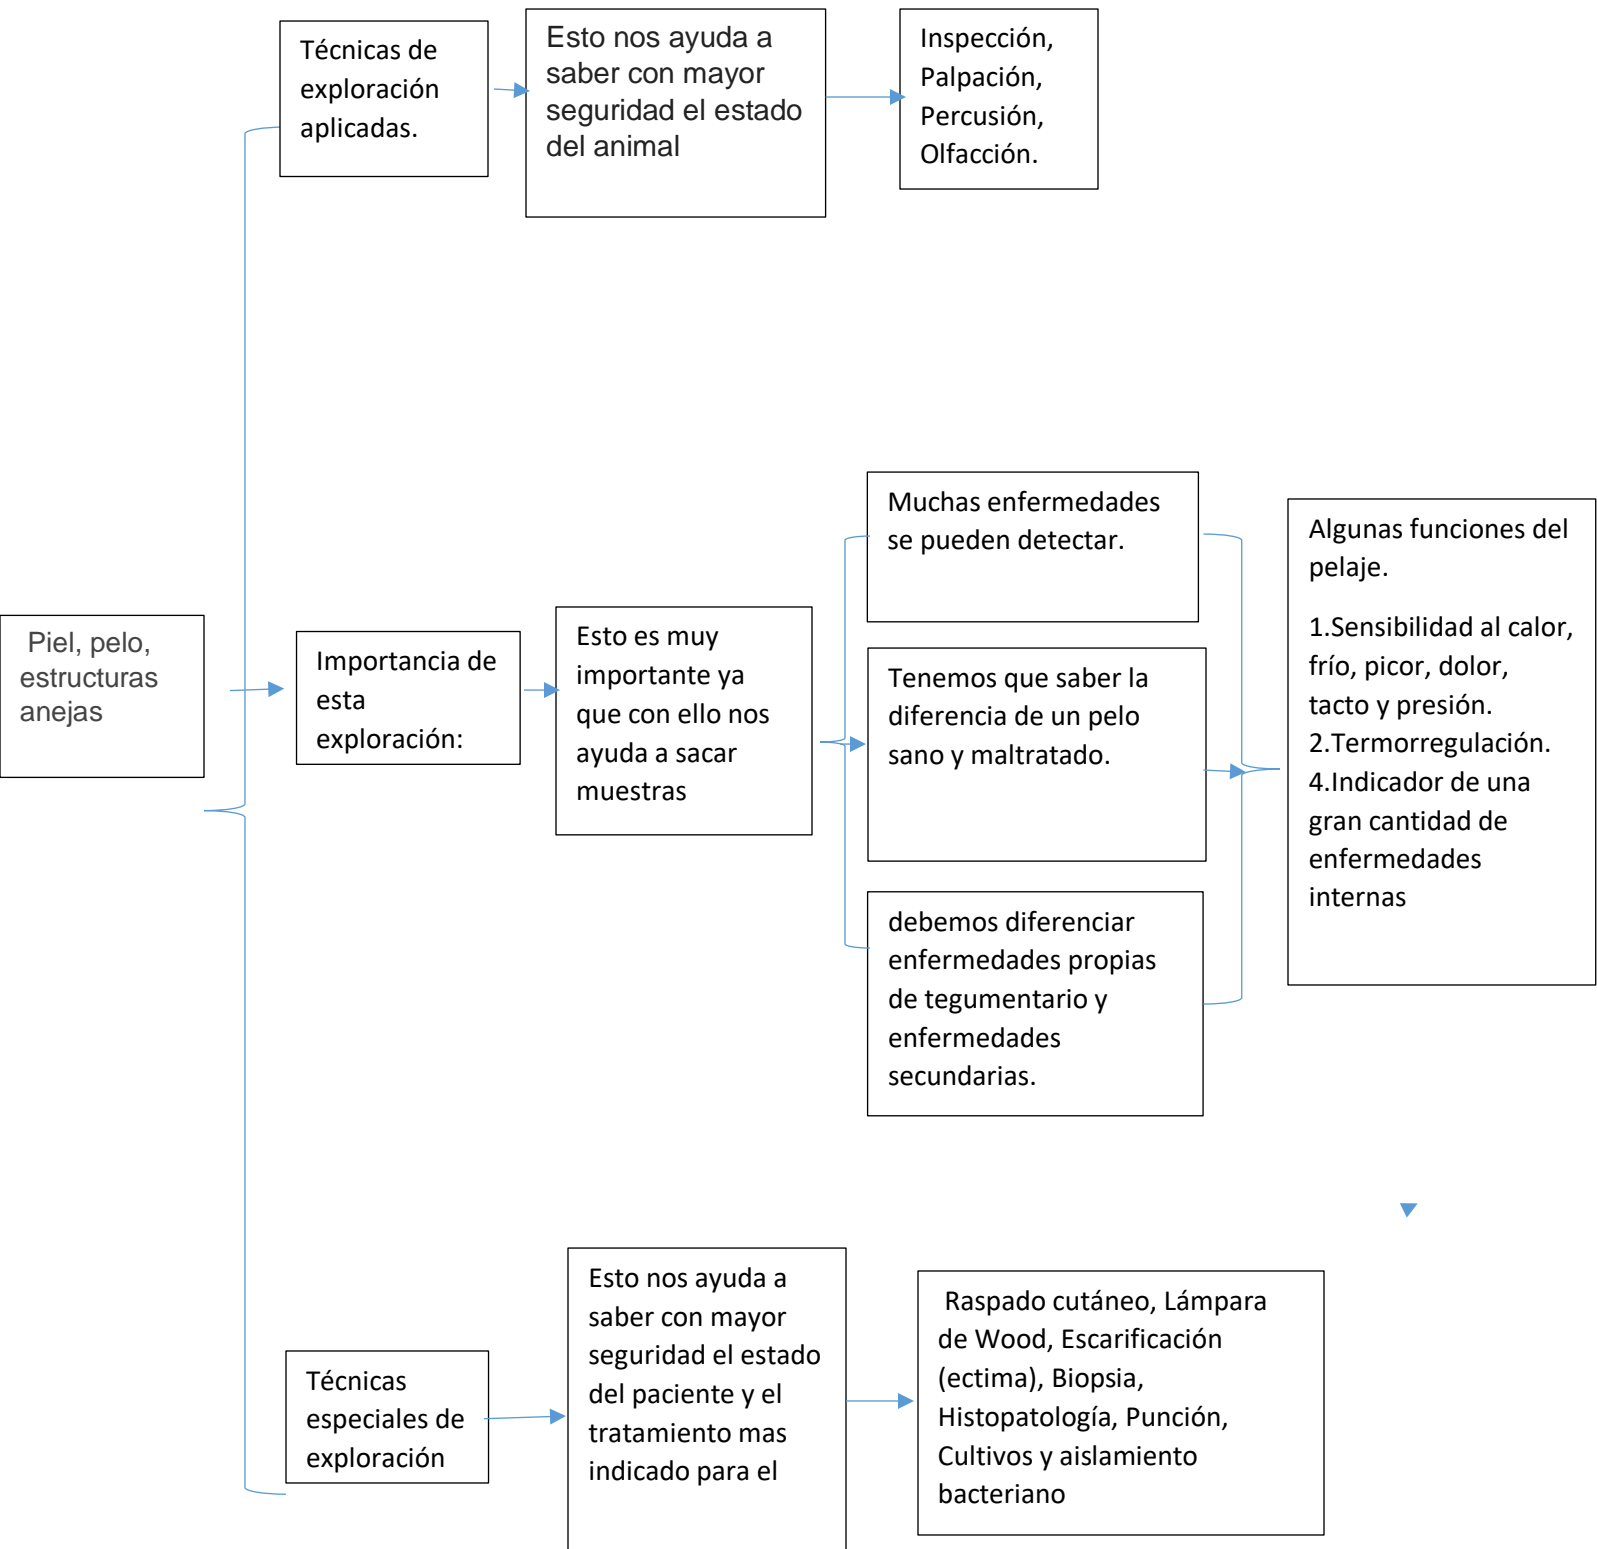 Técnicas de
exploración
aplicadas.
Esto nos ayuda a
saber con mayor
seguridad el estado
del animal
Inspección,
Palpación,
Percusión,
Olfacción.
Piel, pelo,
estructuras
anejas
Importancia de
esta
exploración:
Esto es muy
importante ya
que con ello nos
ayuda a sacar
muestras
Muchas enfermedades
se pueden detectar.
Tenemos que saber la
diferencia de un pelo
sano y maltratado.
debemos diferenciar
enfermedades propias
de tegumentario y
enfermedades
secundarias.
Algunas funciones del
pelaje.
1.Sensibilidad al calor,
frío, picor, dolor,
tacto y presión.
2.Termorregulación.
4.Indicador de una
gran cantidad de
enfermedades
internas
Técnicas
especiales de
exploración
Esto nos ayuda a
saber con mayor
seguridad el estado
del paciente y el
tratamiento mas
indicado para el
Raspado cutáneo, Lámpara
de Wood, Escarificación
(ectima), Biopsia,
Histopatología, Punción,
Cultivos y aislamiento
bacteriano